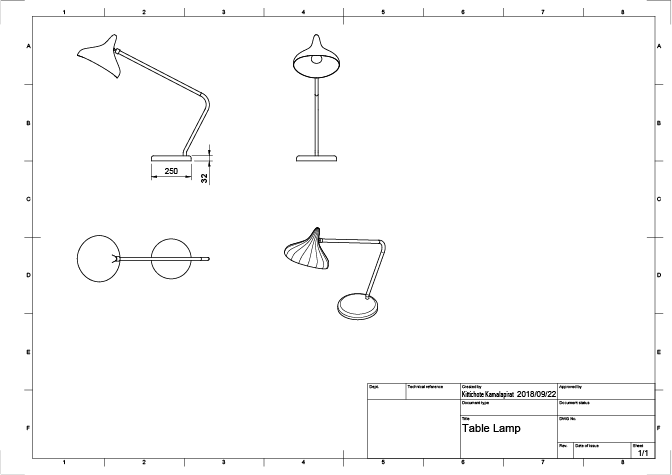 1 2 3 4 5 6 7 8
A A
B B
C C
D D
E E
F F
250
32
Dept. Technical reference Created by Approved by
Kittichote Kamalapirat 2018/09/22
Document type Document status
Title DWG No.
Table Lamp
Rev. Date of issue Sheet
1/1
1 2 3 4 5 6 7 8